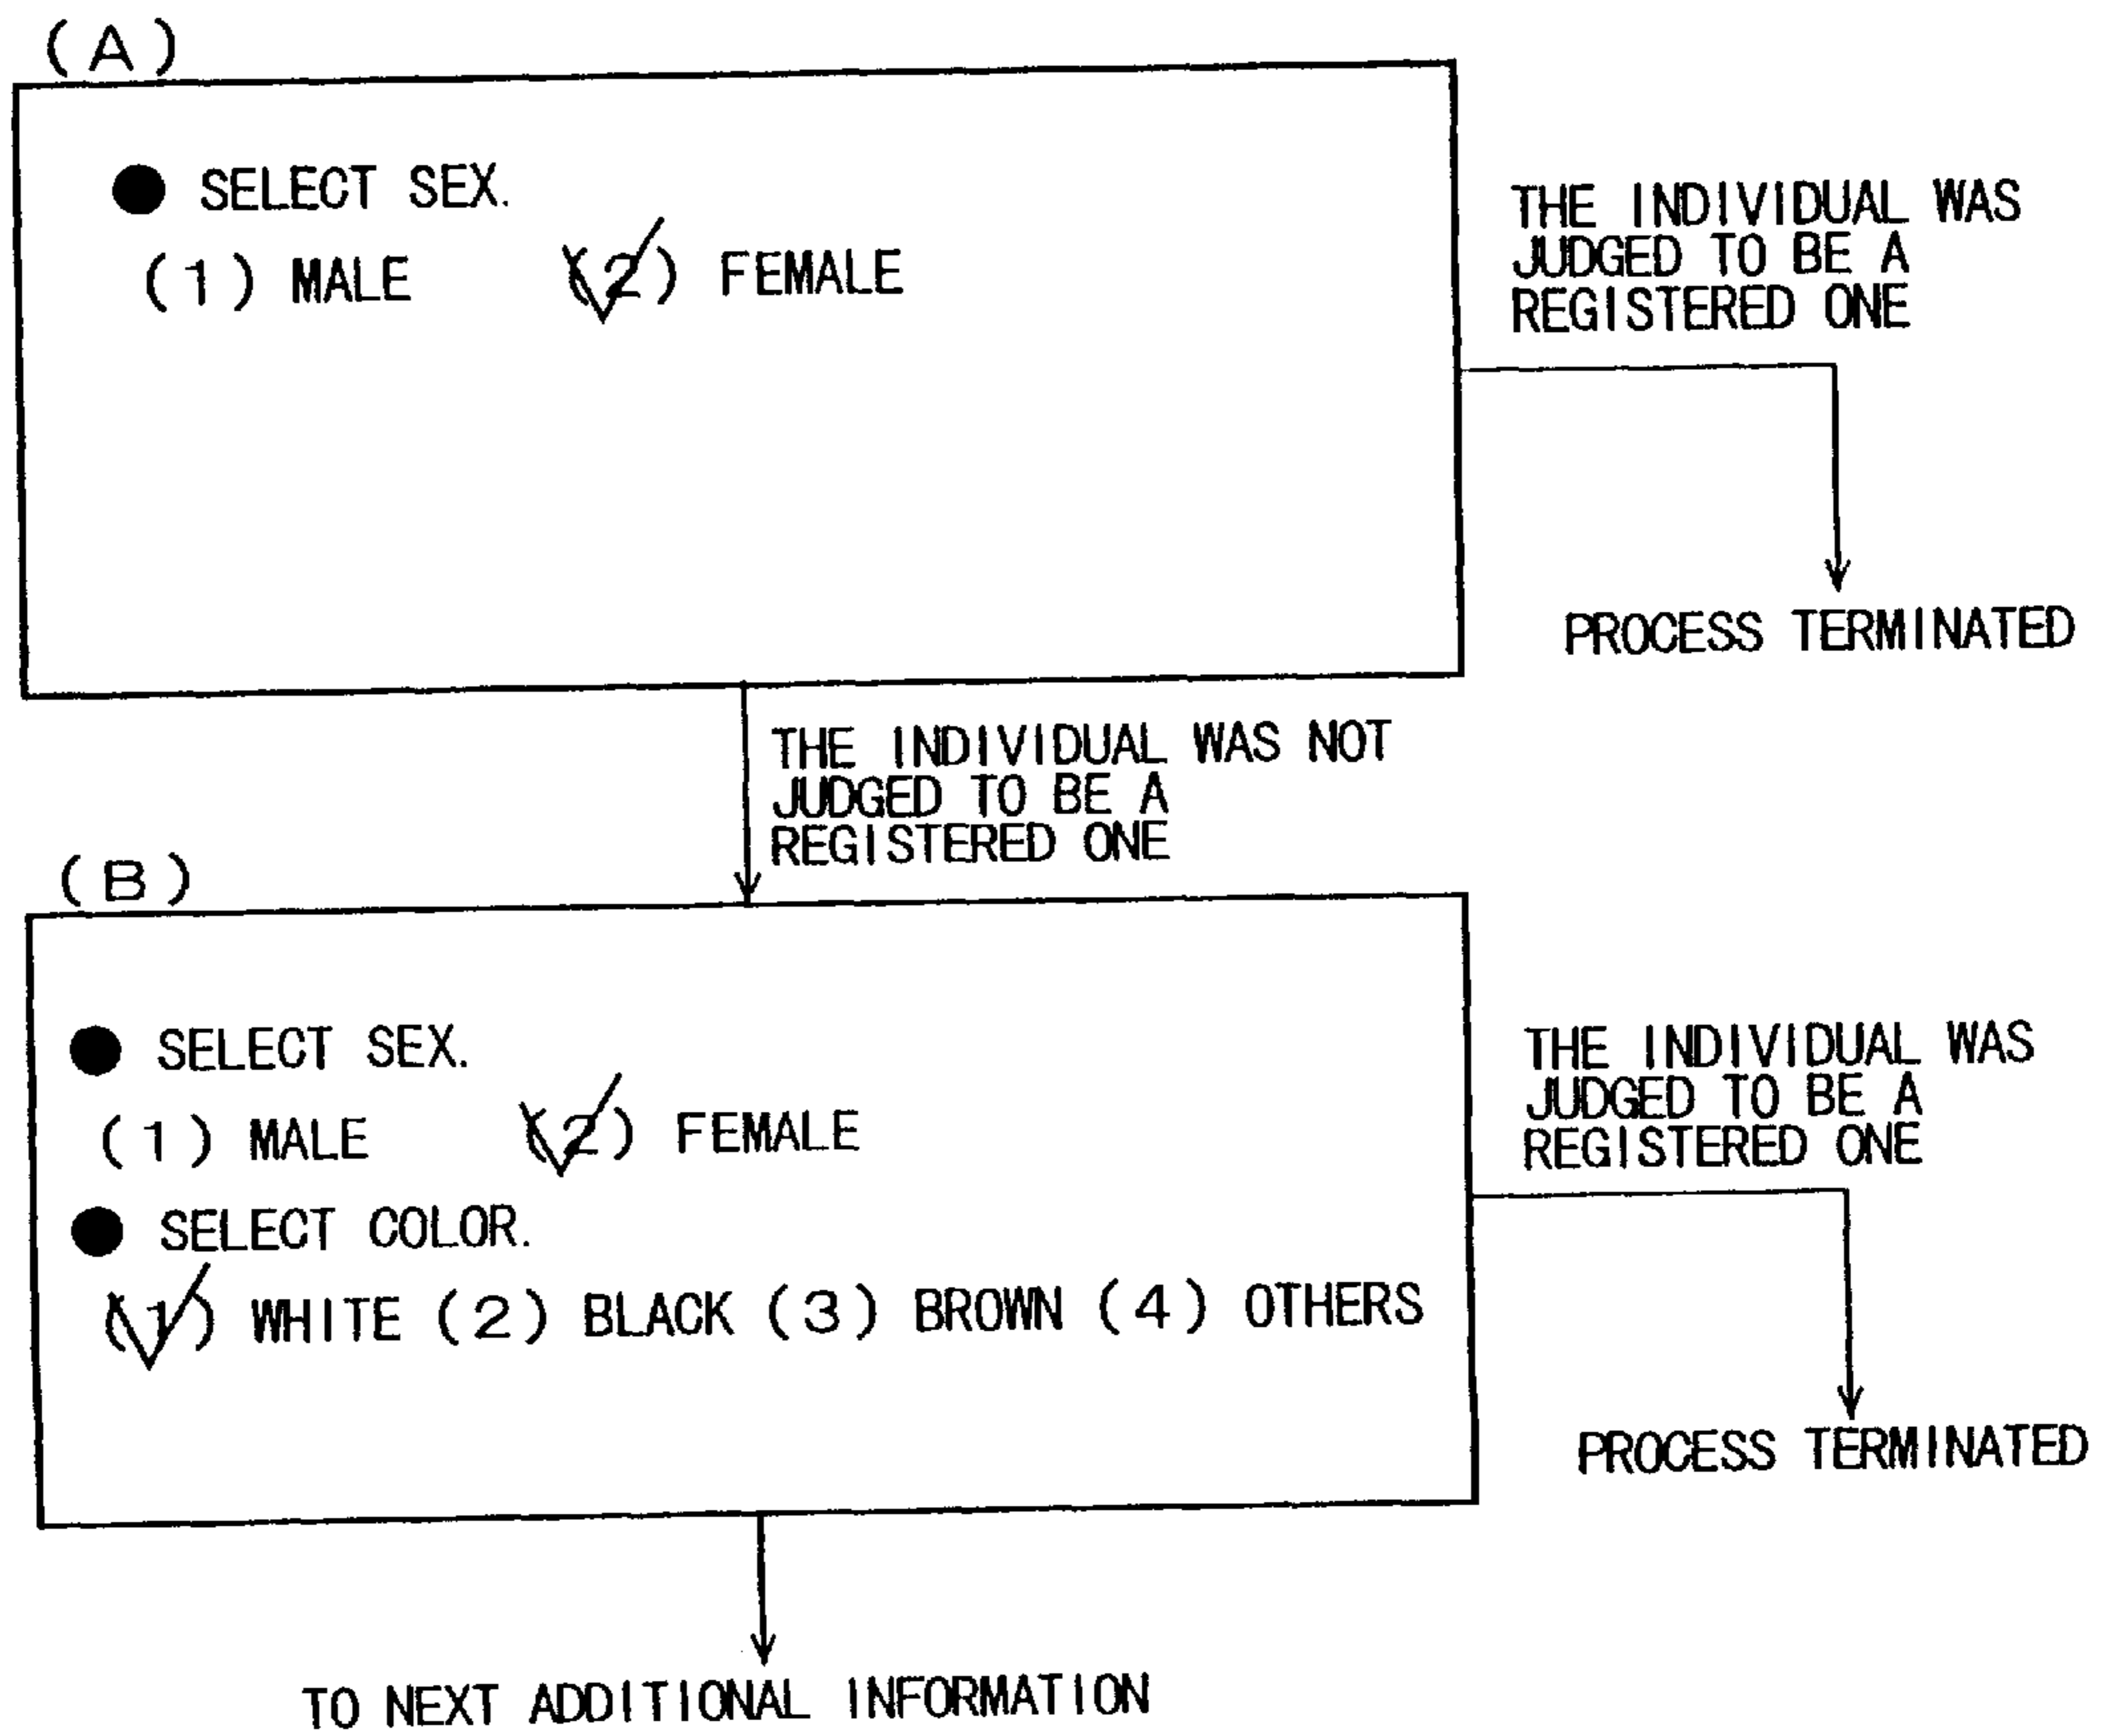 (A)
● SELECT SEX.
(1) MALE (2) FEMALE
THE INDIVIDUAL WAS
JUDGED TO BE A
REGISTERED ONE
PROCESS TERMINATED
THE INDIVIDUAL WAS NOT
JUDGED TO BE A
REGISTERED ONE
(B)
● SELECT SEX.
(1) MALE (2) FEMALE
● SELECT COLOR.
(1) WHITE (2) BLACK (3) BROWN (4) OTHERS
THE INDIVIDUAL WAS
JUDGED TO BE A
REGISTERED ONE
PROCESS TERMINATED
TO NEXT ADDITIONAL INFORMATION